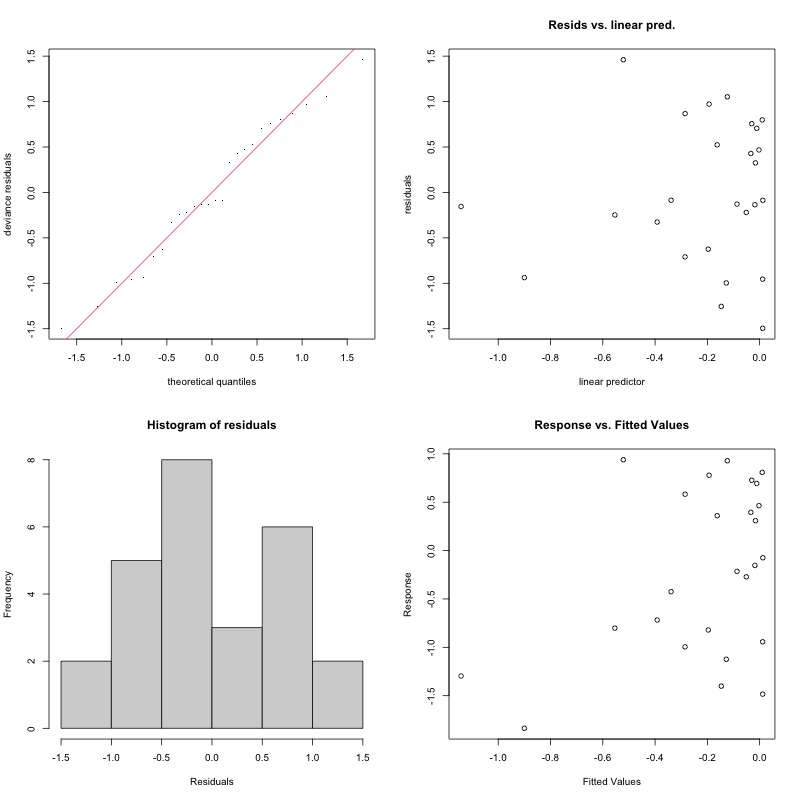 deviance residuals
1.5
1.0
0.5
0.0
-0.5
-1.0
-1.5
-1.5 -1.0 -0.5 0.0 0.5 1.0 1.5
theoretical quantiles
Resids vs. linear pred.
residuals
1.5
1.0
0.5
0.0
-0.5
-1.0
-1.5
-1.0 -0.8 -0.6 -0.4 -0.2 0.0
linear predictor
Histogram of residuals
Frequency
8
6
4
2
0
-1.5 -1.0 -0.5 0.0 0.5 1.0 1.5
Residuals
Response vs. Fitted Values
Response
1.0
0.5
0.0
-0.5
-1.0
-1.5
-1.0 -0.8 -0.6 -0.4 -0.2 0.0
Fitted Values